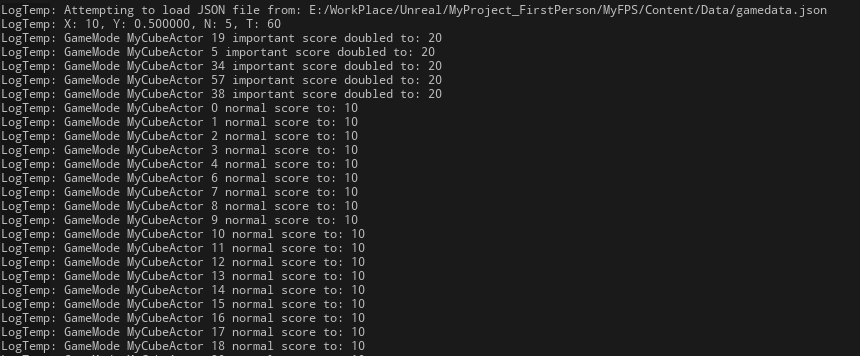 LogTemp: Attempting to load JSON file from: E:/WorkPlace/Unreal/MyProject_FirstPerson/MyFPS/Content/Data/gamedata.json
LogTemp: X: 10, Y: 0.500000, N: 5, T: 60
LogTemp: GameMode MyCubeActor 19 important score doubled to: 20
LogTemp: GameMode MyCubeActor 5 important score doubled to: 20
LogTemp: GameMode MyCubeActor 34 important score doubled to: 20
LogTemp: GameMode MyCubeActor 57 important score doubled to: 20
LogTemp: GameMode MyCubeActor 38 important score doubled to: 20
LogTemp: GameMode MyCubeActor 0 normal score to: 10
LogTemp: GameMode MyCubeActor 1 normal score to: 10
LogTemp: GameMode MyCubeActor 2 normal score to: 10
LogTemp: GameMode MyCubeActor 3 normal score to: 10
LogTemp: GameMode MyCubeActor 4 normal score to: 10
LogTemp: GameMode MyCubeActor 6 normal score to: 10
LogTemp: GameMode MyCubeActor 7 normal score to: 10
LogTemp: GameMode MyCubeActor 8 normal score to: 10
LogTemp: GameMode MyCubeActor 9 normal score to: 10
LogTemp: GameMode MyCubeActor 10 normal score to: 10
LogTemp: GameMode MyCubeActor 11 normal score to: 10
LogTemp: GameMode MyCubeActor 12 normal score to: 10
LogTemp: GameMode MyCubeActor 13 normal score to: 10
LogTemp: GameMode MyCubeActor 14 normal score to: 10
LogTemp: GameMode MyCubeActor 15 normal score to: 10
LogTemp: GameMode MyCubeActor 16 normal score to: 10
LogTemp: GameMode MyCubeActor 17 normal score to: 10
LogTemp: GameMode MyCubeActor 18 normal score to: 10